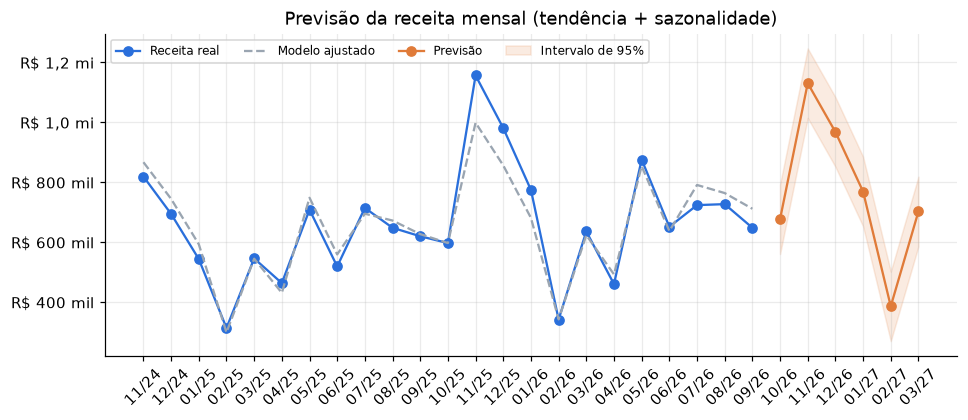 Previsão da receita mensal (tendência + sazonalidade)
Receita real
Modelo ajustado
Previsão
Intervalo de 95%
R$ 1,2 mi
R$ 1,0 mi
R$ 800 mil
R$ 600 mil
R$ 400 mil
11/24
12/24
01/25
02/25
03/25
04/25
05/25
06/25
07/25
08/25
09/25
10/25
11/25
12/25
01/26
02/26
03/26
04/26
05/26
06/26
07/26
08/26
09/26
10/26
11/26
12/26
01/27
02/27
03/27